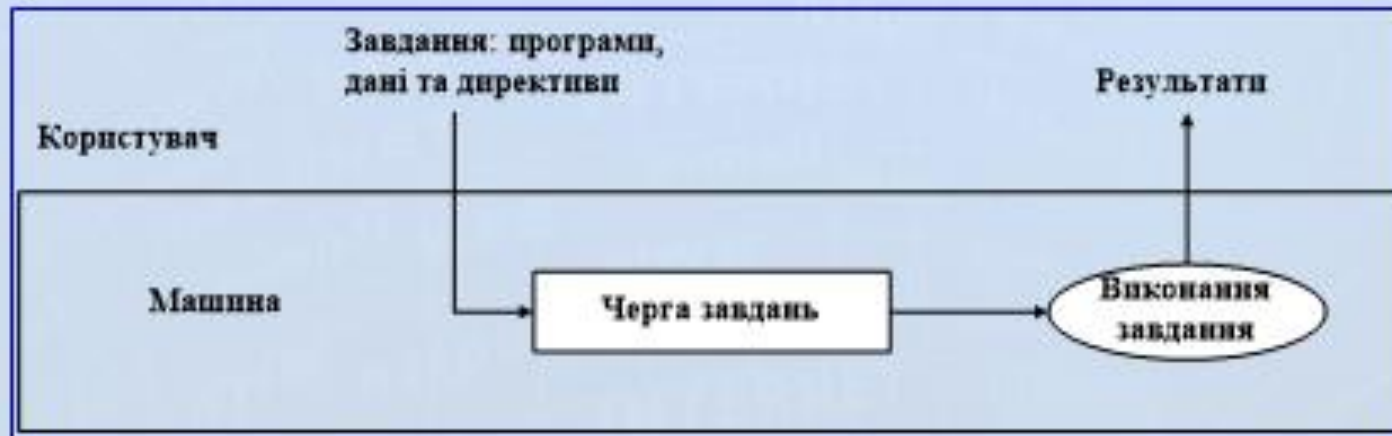 Завдання: програми,
дані та директиви
Результати
Користувач
Машина
Черга завдань
Виконання
завдання